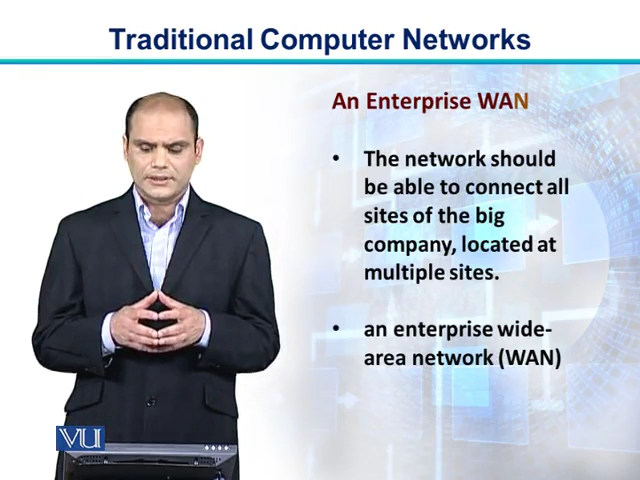 Traditional Computer Networks
An Enterprise WAN
• The network should
be able to connect all
sites of the big
company, located at
multiple sites.
• an enterprise wide-
area network (WAN)
VU